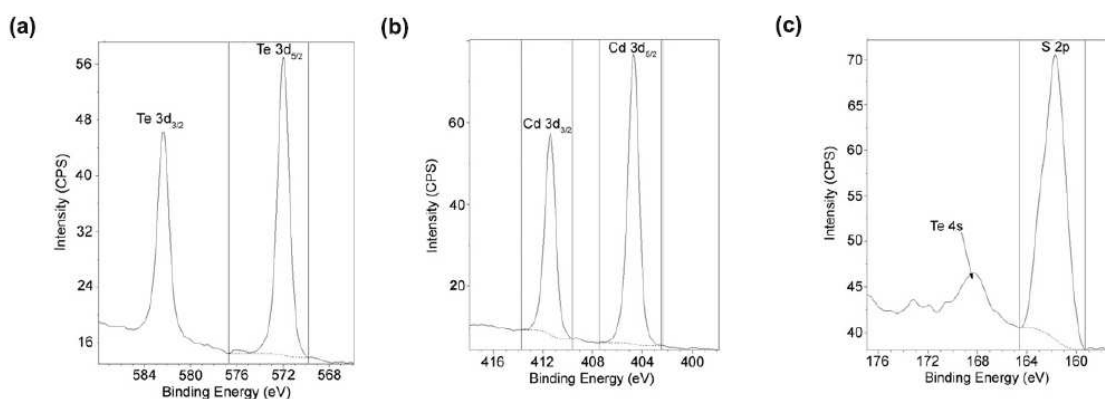 (a)
Te 3d5/2
Te 3d3/2
56
48
40
32
24
16
Intensity (CPS)
584
580
576
572
568
Binding Energy (eV)
(b)
Cd 3d5/2
Cd 3d3/2
60
40
20
Intensity (CPS)
416
412
408
404
400
Binding Energy (eV)
(c)
S 2p
Te 4s
70
65
60
55
50
45
40
Intensity (CPS)
176
172
168
164
160
Binding Energy (eV)